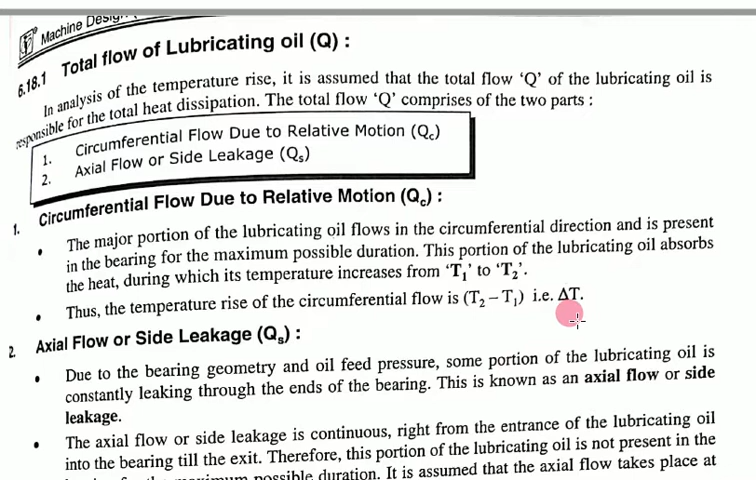 Machine Design
6.18.1 Total flow of Lubricating oil (Q) :
In analysis of the temperature rise, it is assumed that the total flow ‘Q’ of the lubricating oil is
responsible for the total heat dissipation. The total flow ‘Q’ comprises of the two parts :
1. Circumferential Flow Due to Relative Motion (Qc)
2. Axial Flow or Side Leakage (Qs)
1. Circumferential Flow Due to Relative Motion (Qc) :
• The major portion of the lubricating oil flows in the circumferential direction and is present
in the bearing for the maximum possible duration. This portion of the lubricating oil absorbs
the heat, during which its temperature increases from ‘T1’ to ‘T2’.
• Thus, the temperature rise of the circumferential flow is (T2 – T1) i.e. ΔT.
2. Axial Flow or Side Leakage (Qs) :
• Due to the bearing geometry and oil feed pressure, some portion of the lubricating oil is
constantly leaking through the ends of the bearing. This is known as an axial flow or side
leakage.
• The axial flow or side leakage is continuous, right from the entrance of the lubricating oil
into the bearing till the exit. Therefore, this portion of the lubricating oil is not present in the
possible duration. It is assumed that the axial flow takes place at